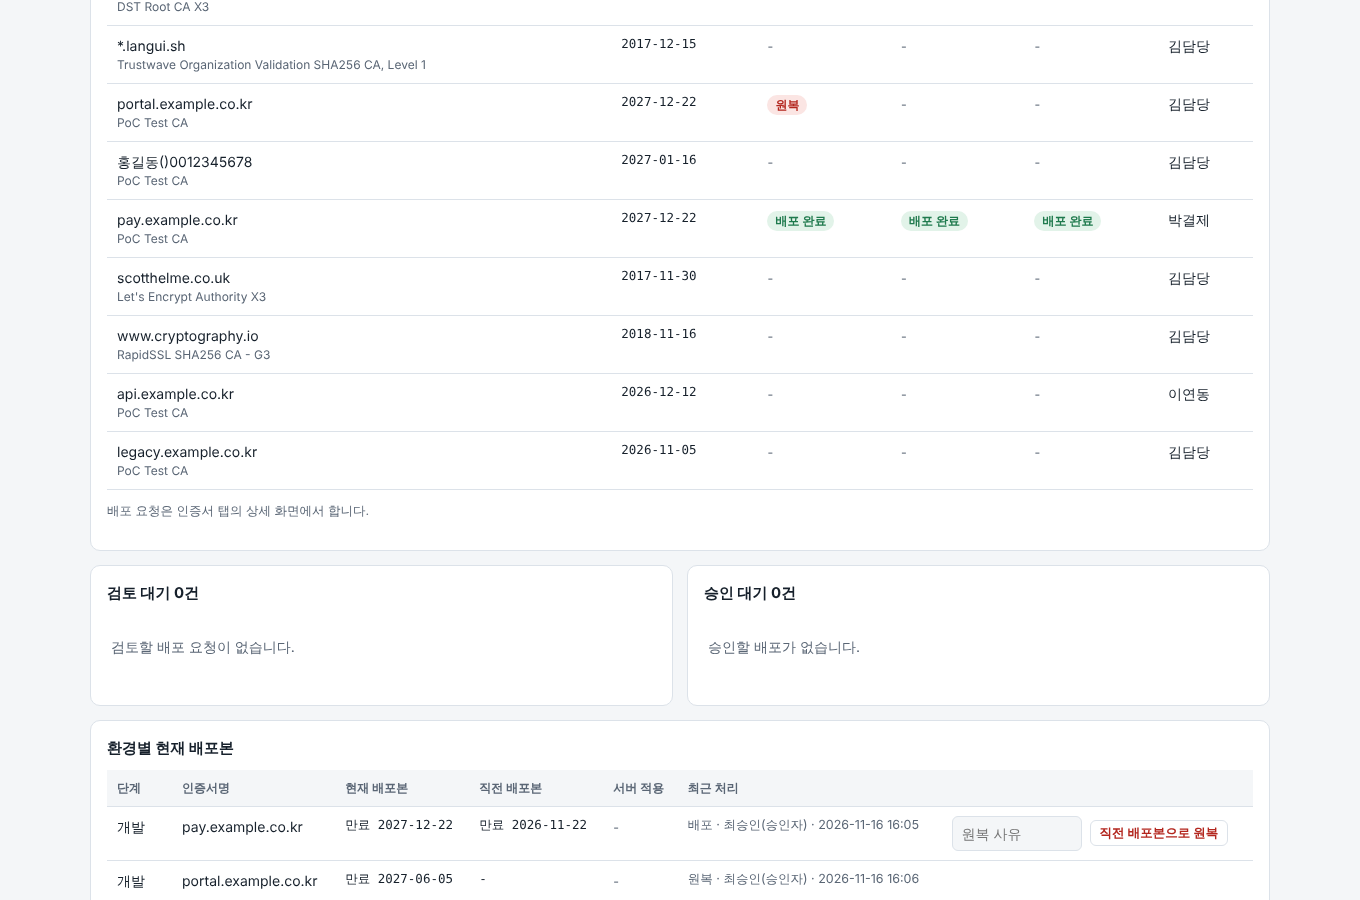 DST Root CA X3
*.langui.sh 2017-12-15 - - - 김담당
Trustwave Organization Validation SHA256 CA, Level 1
portal.example.co.kr 2027-12-22 원복 - - 김담당
PoC Test CA
홍길동()0012345678 2027-01-16 - - - 김담당
PoC Test CA
pay.example.co.kr 2027-12-22 배포 완료 배포 완료 배포 완료 박결제
PoC Test CA
scotthelme.co.uk 2017-11-30 - - - 김담당
Let's Encrypt Authority X3
www.cryptography.io 2018-11-16 - - - 김담당
RapidSSL SHA256 CA - G3
api.example.co.kr 2026-12-12 - - - 이연동
PoC Test CA
legacy.example.co.kr 2026-11-05 - - - 김담당
PoC Test CA
배포 요청은 인증서 탭의 상세 화면에서 합니다.
검토 대기 0건
검토할 배포 요청이 없습니다.
승인 대기 0건
승인할 배포가 없습니다.
환경별 현재 배포본
단계 인증서명 현재 배포본 직전 배포본 서버 적용 최근 처리
개발 pay.example.co.kr 만료 2027-12-22 만료 2026-11-22 - 배포 · 최승인(승인자) · 2026-11-16 16:05 원복 사유 직전 배포본으로 원복
개발 portal.example.co.kr 만료 2027-06-05 - - 원복 · 최승인(승인자) · 2026-11-16 16:06